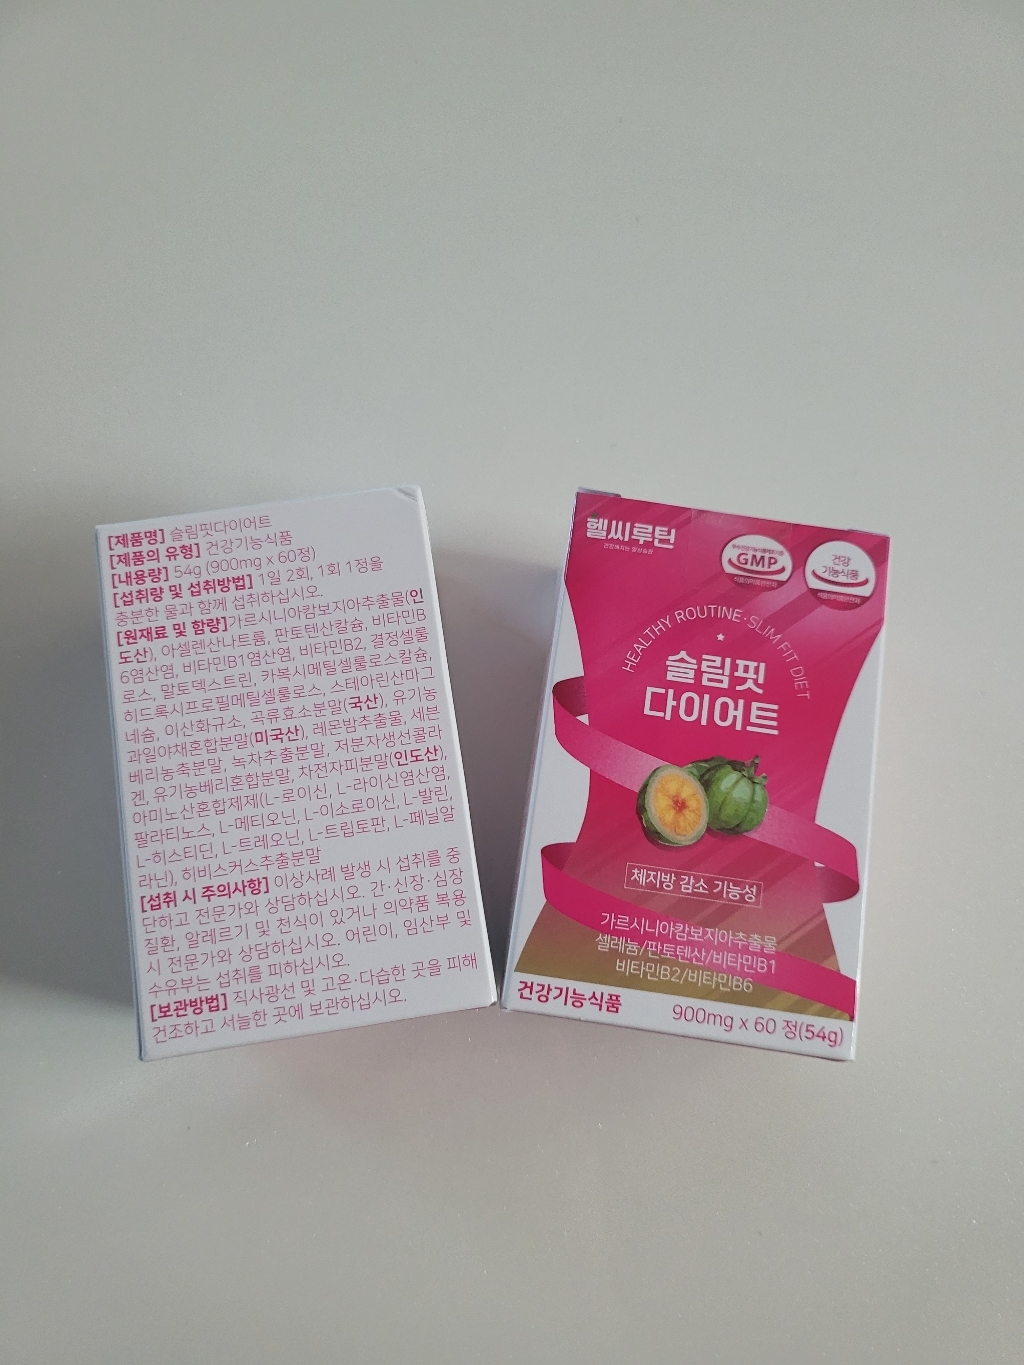 [제품명] 슬림핏다이어트
[제품의 유형] 건강기능식품
[내용량] 54g (900mg x 60정)
[섭취량 및 섭취방법] 1일 2회, 1회 1정을
충분한 물과 함께 섭취하십시오.
[원재료 및 함량]가르시니아캄보지아추출물(인
도산), 아셀렌산나트륨, 판토텐산칼슘, 비타민B
6염산염, 비타민B1염산염, 비타민B2, 결정셀룰
로스, 말토덱스트린, 카복시메틸셀룰로스칼슘,
히드록시프로필메틸셀룰로스, 스테아린산마그
네슘, 이산화규소, 곡류효소분말(국산), 유기농
과일야채혼합분말(미국산), 레몬밤추출물, 세븐
베리농축분말, 녹차추출분말, 저분자생선콜라
겐, 유기농베리혼합분말, 차전자피분말(인도산),
아미노산혼합제제(L-로이신, L-라이신염산염,
팔라티노스, L-메티오닌, L-이소로이신, L-발린,
L-히스티딘, L-트레오닌, L-트립토판, L-페닐알
라닌), 히비스커스추출분말
[섭취 시 주의사항] 이상사례 발생 시 섭취를 중
단하고 전문가와 상담하십시오. 간·신장·심장
질환, 알레르기 및 천식이 있거나 의약품 복용
시 전문가와 상담하십시오. 어린이, 임산부 및
수유부는 섭취를 피하십시오.
[보관방법] 직사광선 및 고온·다습한 곳을 피해
건조하고 서늘한 곳에 보관하십시오.
헬씨루틴
건강해지는 일상습관
GMP
식품의약품안전처
건강
기능식품
식품의약품안전처
HEALTHY ROUTINE·SLIM FIT DIET
슬림핏
다이어트
체지방 감소 기능성
가르시니아캄보지아추출물
셀레늄/판토텐산/비타민B1
비타민B2/비타민B6
건강기능식품
900mg x 60 정(54g)